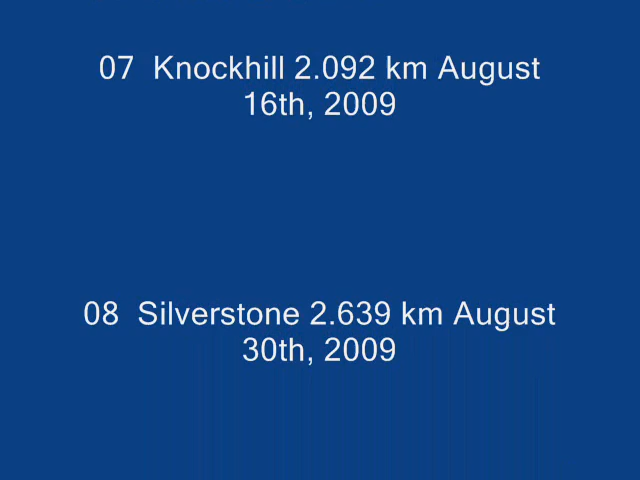 07  Knockhill 2.092 km August
16th, 2009
08  Silverstone 2.639 km August
30th, 2009